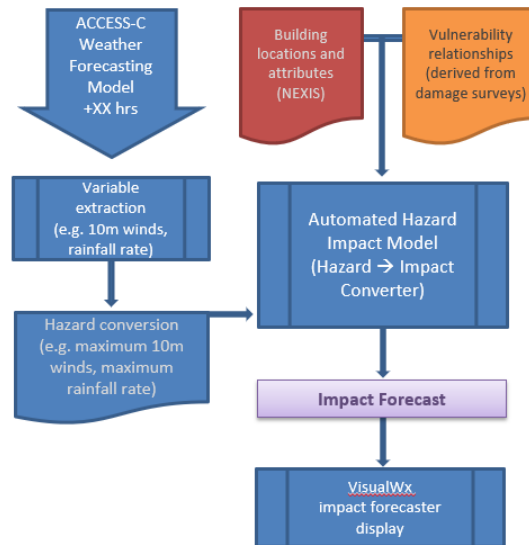 ACCESS-C
Weather
Forecasting
Model
+XX hrs
Building
locations and
attributes
(NEXIS)
Vulnerability
relationships
(derived from
damage surveys)
Variable
extraction
(e.g. 10m winds,
rainfall rate)
Automated Hazard
Impact Model
(Hazard → Impact
Converter)
Hazard conversion
(e.g. maximum 10m
winds, maximum
rainfall rate)
Impact Forecast
VisualWx
impact forecaster
display